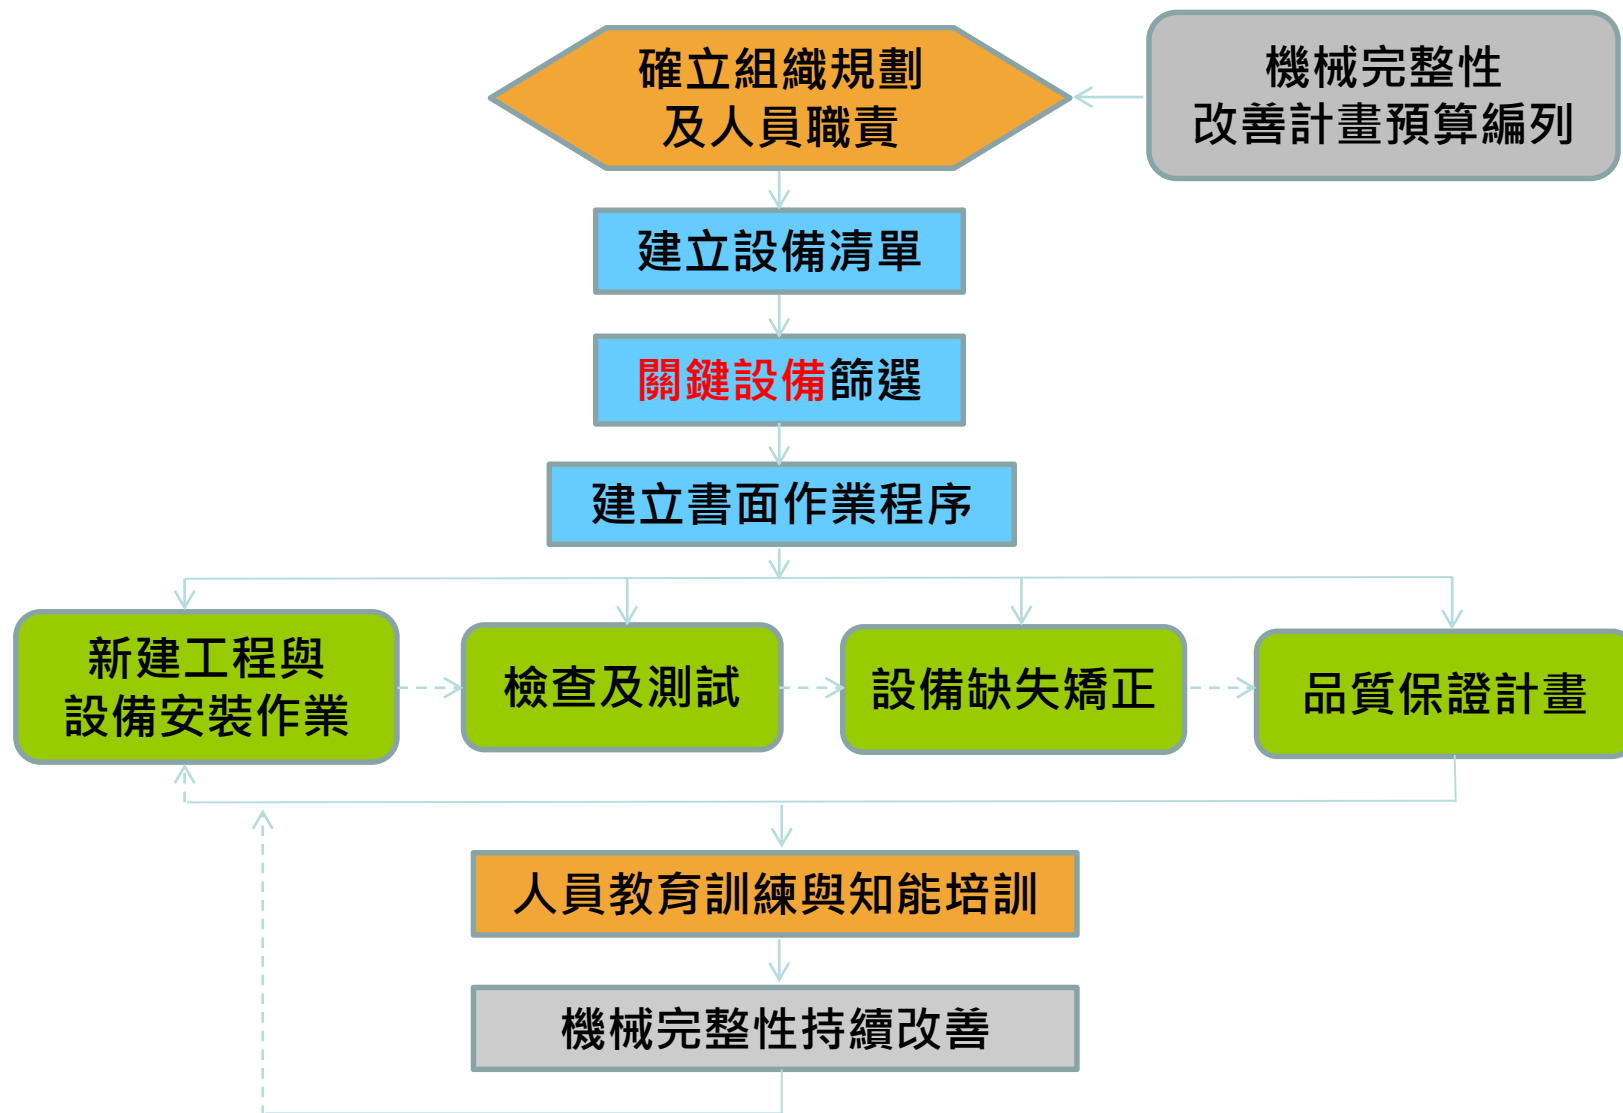 確立組織規劃
及人員職責
機械完整性
改善計畫預算編列
建立設備清單
關鍵設備篩選
建立書面作業程序
新建工程與
設備安裝作業
檢查及測試
設備缺失矯正
品質保證計畫
人員教育訓練與知能培訓
機械完整性持續改善